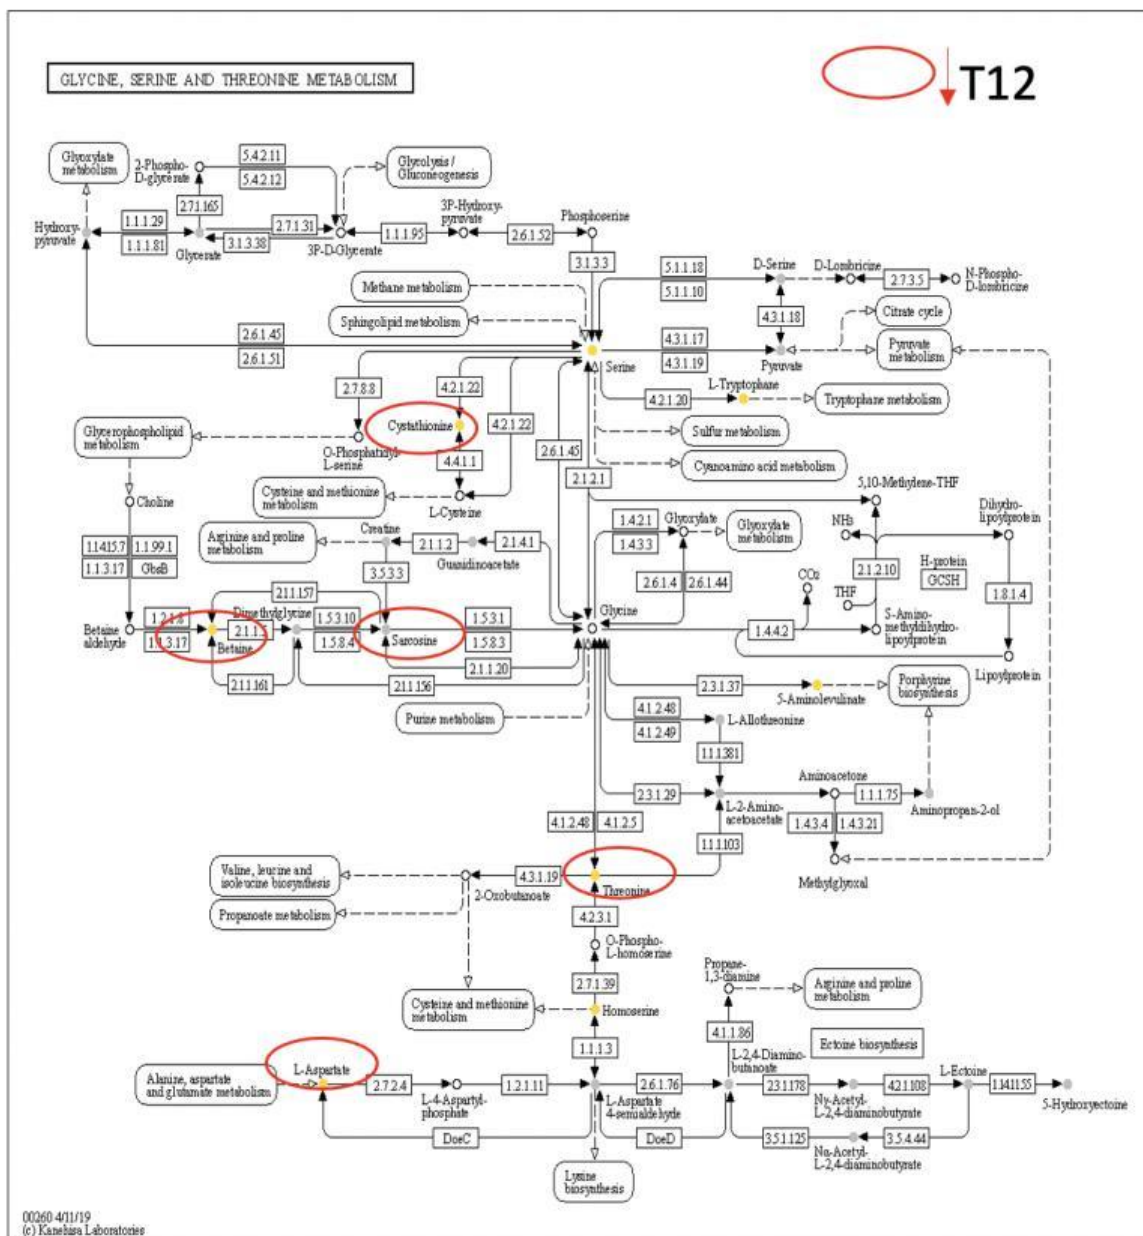 GLYCINE, SERINE AND THREONINE METABOLISM
T12
Glyoxylate
metabolism
2-Phospho-
D-glycerate
5.4.2.11
5.4.2.12
Glycolysis /
Gluconeogenesis
2.7.1.165
Hydroxy-
pyruvate
1.1.1.29
1.1.1.81
Glycerate
2.7.1.31
3.1.3.38
3P-D-Glycerate
1.1.1.95
3P-Hydroxy-
pyruvate
2.6.1.52
Phosphoserine
3.1.3.3
Methane metabolism
Sphingolipid metabolism
5.1.1.18
5.1.1.10
D-Serine
D-Lombricine
2.7.3.5
N-Phospho-
D-lombricine
4.3.1.18
Citrate cycle
2.6.1.45
2.6.1.51
Serine
4.3.1.17
4.3.1.19
Pyruvate
Pyruvate
metabolism
2.7.8.8
4.2.1.22
4.2.1.22
4.2.1.20
L-Tryptophane
Tryptophane metabolism
Glycerophospholipid
metabolism
Cystathionine
O-Phosphatidyl-
L-serine
4.4.1.1
2.6.1.45
Sulfur metabolism
Cyanoamino acid metabolism
2.1.2.1
Cysteine and methionine
metabolism
L-Cysteine
Choline
5,10-Methylene-THF
Dihydro-
lipoylprotein
1.14.15.7
1.1.99.1
1.1.3.17
GbsB
Arginine and proline
metabolism
Creatine
2.1.1.2
Guanidinoacetate
2.1.4.1
1.4.2.1
1.4.3.3
Glyoxylate
Glyoxylate
metabolism
NH3
H-protein
GCSH
2.1.2.10
3.5.3.3
2.6.1.4
2.6.1.44
CO2
THF
1.8.1.4
2.1.1.157
Betaine
aldehyde
1.2.1.8
Betaine
Dimethylglycine
1.5.3.10
1.5.8.4
Sarcosine
1.5.3.1
1.5.8.3
Glycine
1.4.4.2
S-Amino-
methyldihydro-
lipoylprotein
Lipoylprotein
2.1.1.20
2.1.1.161
2.1.1.156
Purine metabolism
2.3.1.37
5-Aminolevulinate
Porphyrine
biosynthesis
4.1.2.48
4.1.2.49
L-Allothreonine
1.1.1.381
2.3.1.29
L-2-Amino-
acetoacetate
Aminoacetone
1.1.1.75
Aminopropan-2-ol
4.1.2.48
4.1.2.5
1.1.1.103
1.4.3.4
1.4.3.21
Methylglyoxal
Valine, leucine and
isoleucine biosynthesis
Propanoate metabolism
2-Oxobutanoate
4.3.1.19
Threonine
4.2.3.1
O-Phospho-
L-homoserine
2.7.1.39
Cysteine and methionine
metabolism
Homoserine
1.1.1.3
Propane-
1,3-diamine
Arginine and proline
metabolism
4.1.1.86
Ectoine biosynthesis
Alanine, aspartate
and glutamate metabolism
L-Aspartate
2.7.2.4
L-4-Aspartyl-
phosphate
1.2.1.11
L-Aspartate
4-semialdehyde
2.6.1.76
L-2,4-Diamino-
butanoate
2.3.1.178
Nγ-Acetyl-
L-2,4-diaminobutyrate
4.2.1.108
L-Ectoine
1.14.11.55
5-Hydroxyectoine
DoeC
DoeD
3.5.1.125
Nα-Acetyl-
L-2,4-diaminobutyrate
3.5.4.44
Lysine
biosynthesis
00260 4/11/19
(c) Kanehisa Laboratories